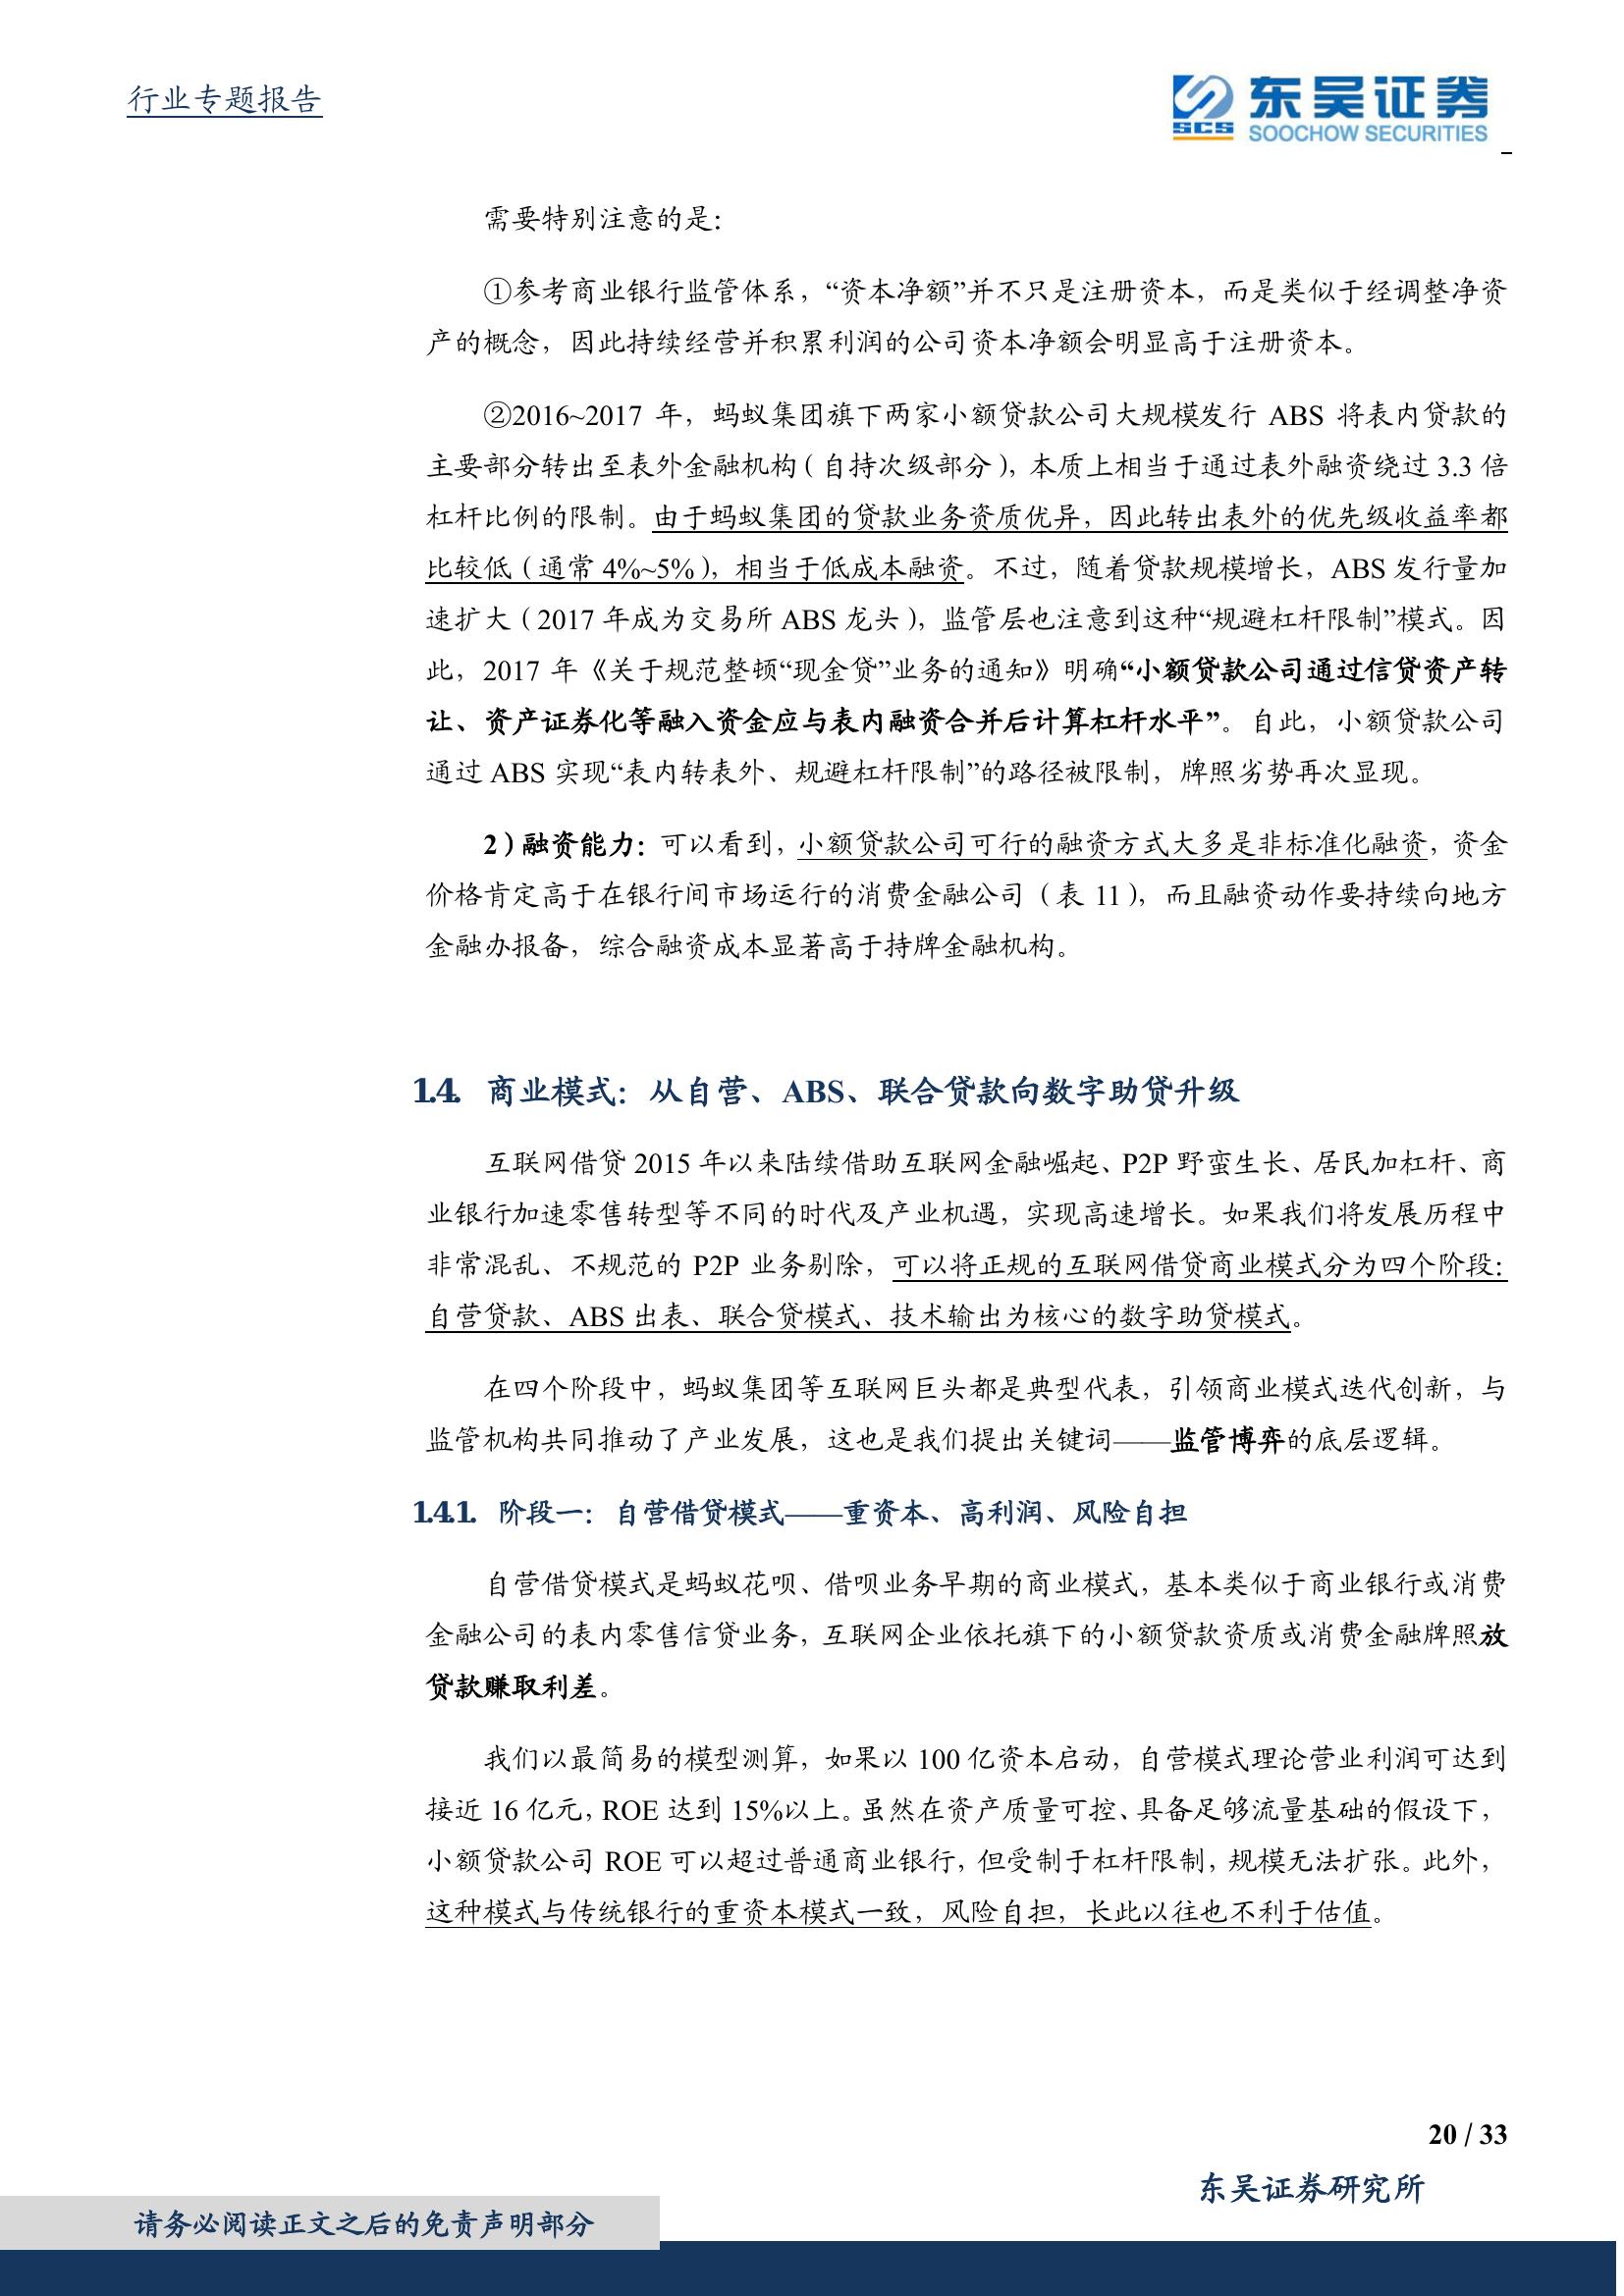 行业专题报告
SCS
东吴证券
SOOCHOW SECURITIES
需要特别注意的是：
①参考商业银行监管体系，“资本净额”并不只是注册资本，而是类似于经调整净资
产的概念，因此持续经营并积累利润的公司资本净额会明显高于注册资本。
②2016~2017 年，蚂蚁集团旗下两家小额贷款公司大规模发行 ABS 将表内贷款的
主要部分转出至表外金融机构（自持次级部分），本质上相当于通过表外融资绕过 3.3 倍
杠杆比例的限制。由于蚂蚁集团的贷款业务资质优异，因此转出表外的优先级收益率都
比较低（通常 4%~5%），相当于低成本融资。不过，随着贷款规模增长，ABS 发行量加
速扩大（2017 年成为交易所 ABS 龙头），监管层也注意到这种“规避杠杆限制”模式。因
此，2017 年《关于规范整顿“现金贷”业务的通知》明确“小额贷款公司通过信贷资产转
让、资产证券化等融入资金应与表内融资合并后计算杠杆水平”。自此，小额贷款公司
通过 ABS 实现“表内转表外、规避杠杆限制”的路径被限制，牌照劣势再次显现。
2）融资能力：可以看到，小额贷款公司可行的融资方式大多是非标准化融资，资金
价格肯定高于在银行间市场运行的消费金融公司（表 11），而且融资动作要持续向地方
金融办报备，综合融资成本显著高于持牌金融机构。
1.4. 商业模式：从自营、ABS、联合贷款向数字助贷升级
互联网借贷 2015 年以来陆续借助互联网金融崛起、P2P 野蛮生长、居民加杠杆、商
业银行加速零售转型等不同的时代及产业机遇，实现高速增长。如果我们将发展历程中
非常混乱、不规范的 P2P 业务剔除，可以将正规的互联网借贷商业模式分为四个阶段：
自营贷款、ABS 出表、联合贷模式、技术输出为核心的数字助贷模式。
在四个阶段中，蚂蚁集团等互联网巨头都是典型代表，引领商业模式迭代创新，与
监管机构共同推动了产业发展，这也是我们提出关键词——监管博弈的底层逻辑。
1.4.1. 阶段一：自营借贷模式——重资本、高利润、风险自担
自营借贷模式是蚂蚁花呗、借呗业务早期的商业模式，基本类似于商业银行或消费
金融公司的表内零售信贷业务，互联网企业依托旗下的小额贷款资质或消费金融牌照放
贷款赚取利差。
我们以最简易的模型测算，如果以 100 亿资本启动，自营模式理论营业利润可达到
接近 16 亿元，ROE 达到 15%以上。虽然在资产质量可控、具备足够流量基础的假设下，
小额贷款公司 ROE 可以超过普通商业银行，但受制于杠杆限制，规模无法扩张。此外，
这种模式与传统银行的重资本模式一致，风险自担，长此以往也不利于估值。
20 / 33
东吴证券研究所
请务必阅读正文之后的免责声明部分